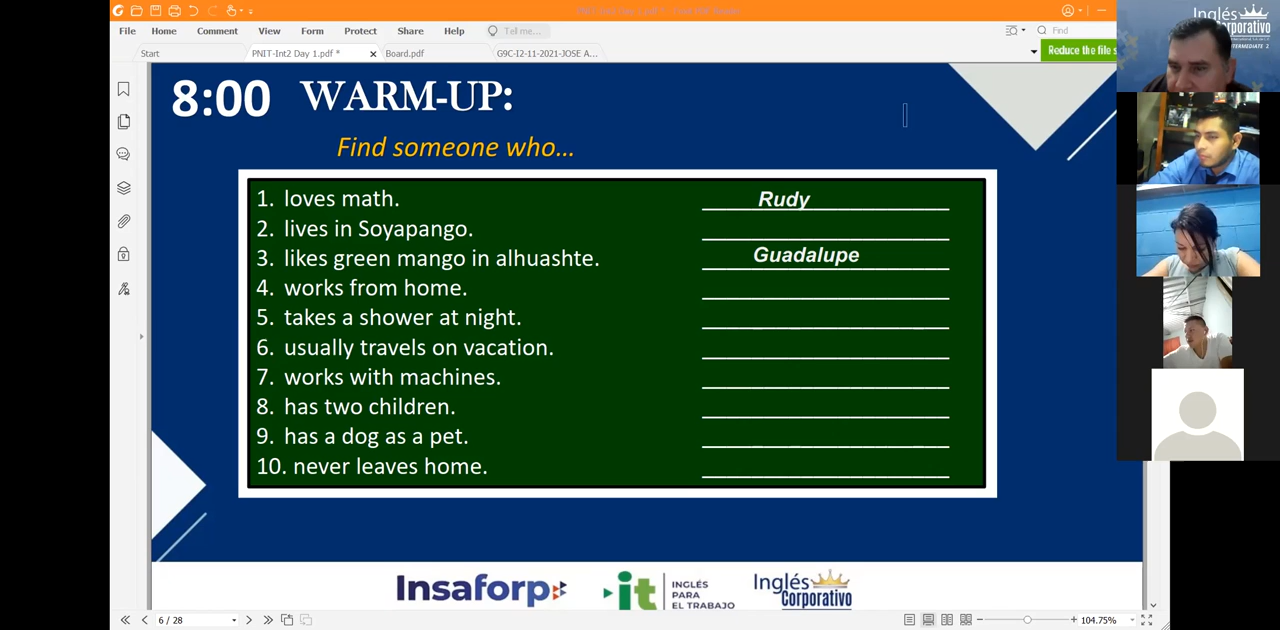 File Home Comment View Form Protect Share Help Tell me... Find
Start PNIT-Int2 Day 1.pdf * Board.pdf G9C-I2-11-2021-JOSE A...
Reduce the file s
Inglés
Corporativo
INTERMEDIATE 2
8:00 WARM-UP:
Find someone who...
1. loves math. Rudy
2. lives in Soyapango.
3. likes green mango in alhuashte. Guadalupe
4. works from home.
5. takes a shower at night.
6. usually travels on vacation.
7. works with machines.
8. has two children.
9. has a dog as a pet.
10. never leaves home.
Insaforp it INGLÉS PARA EL TRABAJO Inglés Corporativo
6 / 28 104.75%